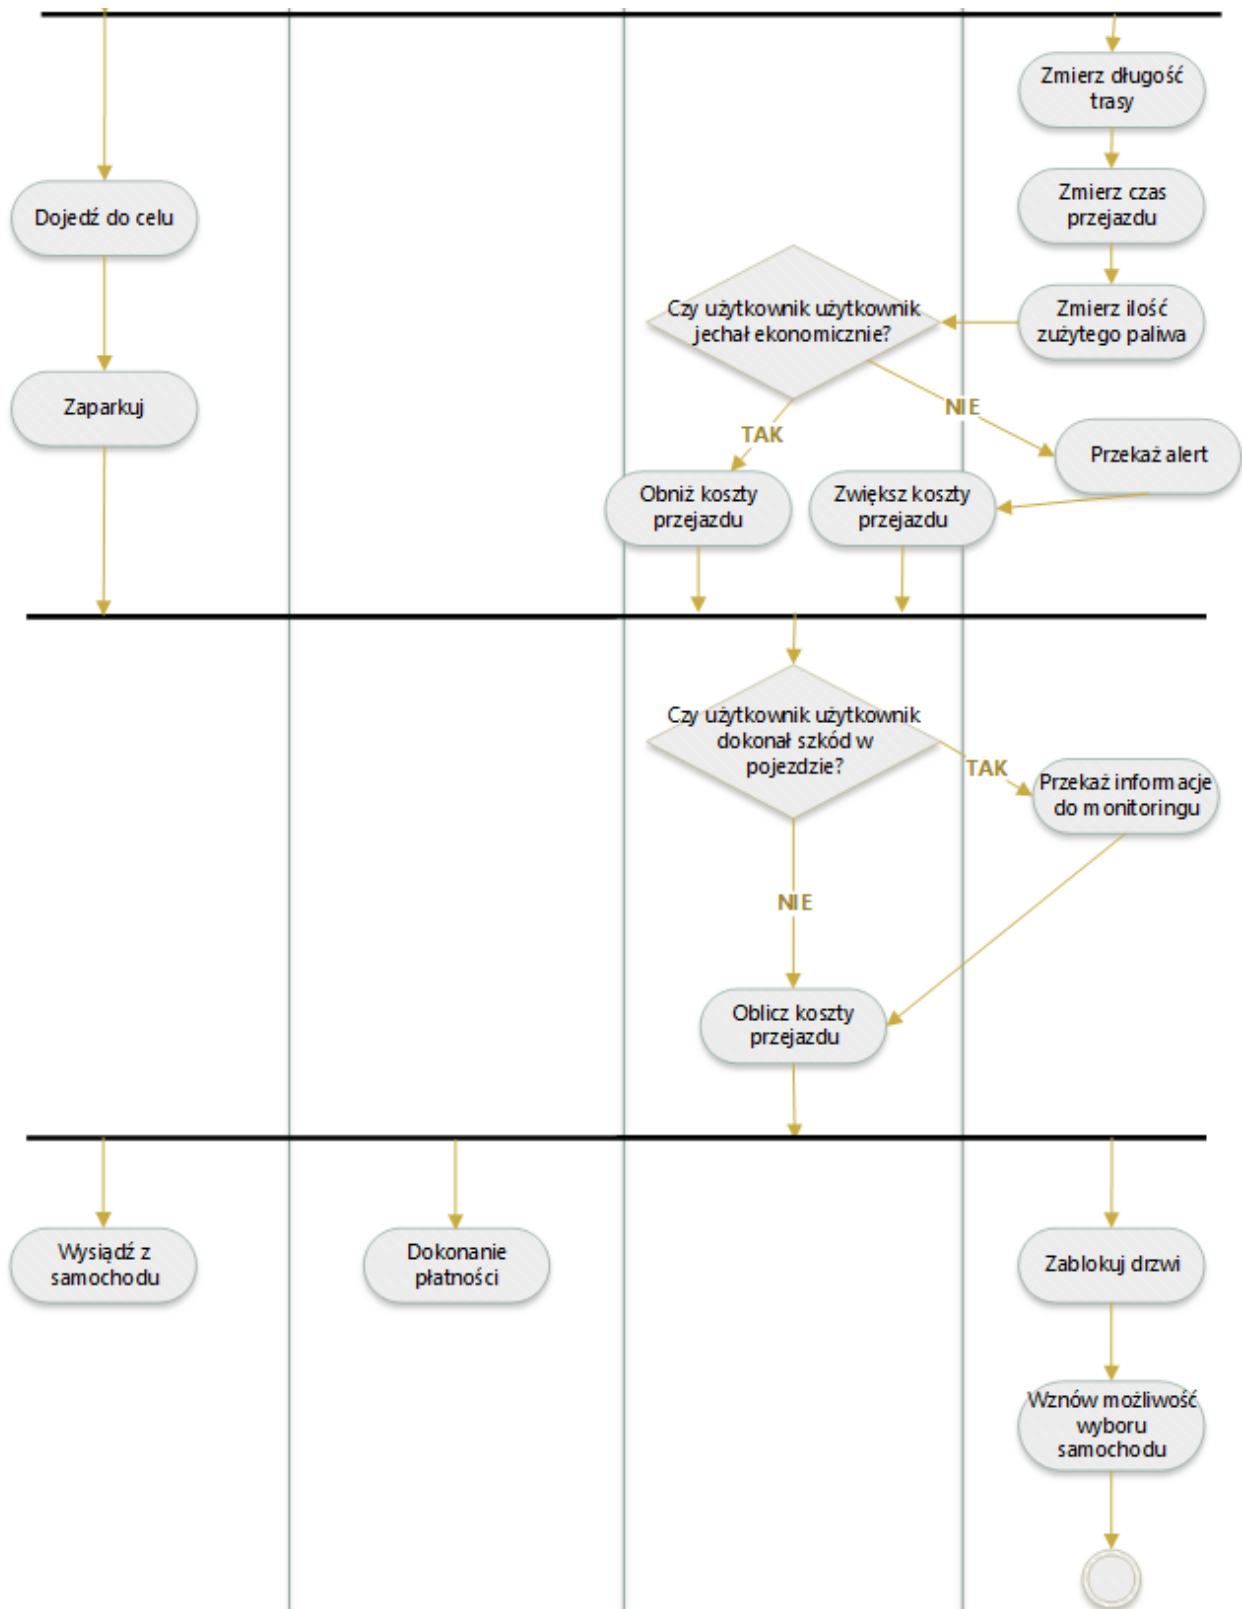 Zmierz długość
trasy
Dojedź do celu
Zmierz czas
przejazdu
Czy użytkownik użytkownik
jechał ekonomicznie?
Zmierz ilość
zużytego paliwa
Zaparkuj
NIE
TAK
Przekaż alert
Obniż koszty
przejazdu
Zwiększ koszty
przejazdu
Czy użytkownik użytkownik
dokonał szkód w
pojezdzie?
TAK
Przekaż informacje
do monitoringu
NIE
Oblicz koszty
przejazdu
Wysiądź z
samochodu
Dokonanie
płatności
Zablokuj drzwi
Wznów możliwość
wyboru
samochodu